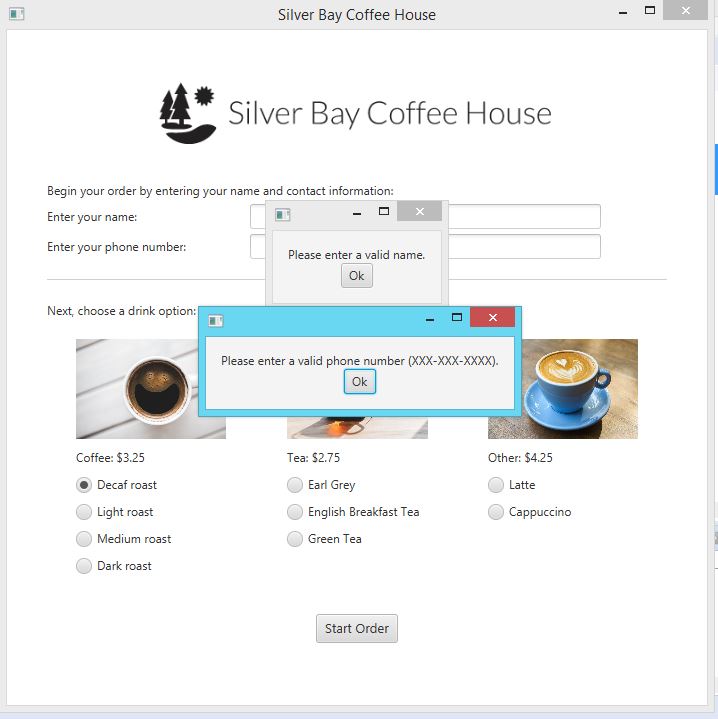 Silver Bay Coffee House
Silver Bay Coffee House
Begin your order by entering your name and contact information:
Enter your name:
Enter your phone number:
Please enter a valid name.
Ok
Next, choose a drink option:
Please enter a valid phone number (XXX-XXX-XXXX).
Ok
Coffee: $3.25
Tea: $2.75
Other: $4.25
Decaf roast
Earl Grey
Latte
Light roast
English Breakfast Tea
Cappuccino
Medium roast
Green Tea
Dark roast
Start Order